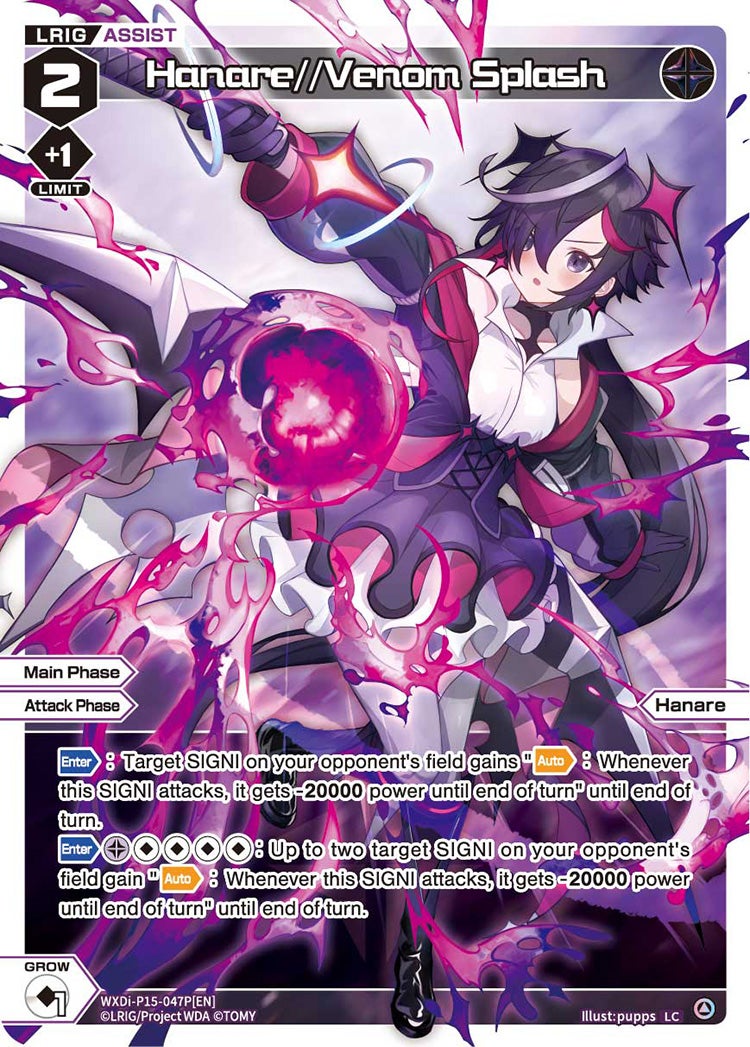 LRIG ASSIST
2
Hanare//Venom Splash
+1
LIMIT
Main Phase
Attack Phase
Hanare
Enter : Target SIGNI on your opponent's field gains "Auto : Whenever
this SIGNI attacks, it gets -20000 power until end of turn" until end of
turn.
Enter : Up to two target SIGNI on your opponent's
field gain "Auto : Whenever this SIGNI attacks, it gets -20000 power
until end of turn" until end of turn.
GROW
1
WXDi-P15-047P[EN]
©LRIG/Project WDA ©TOMY
Illust:pupps LC